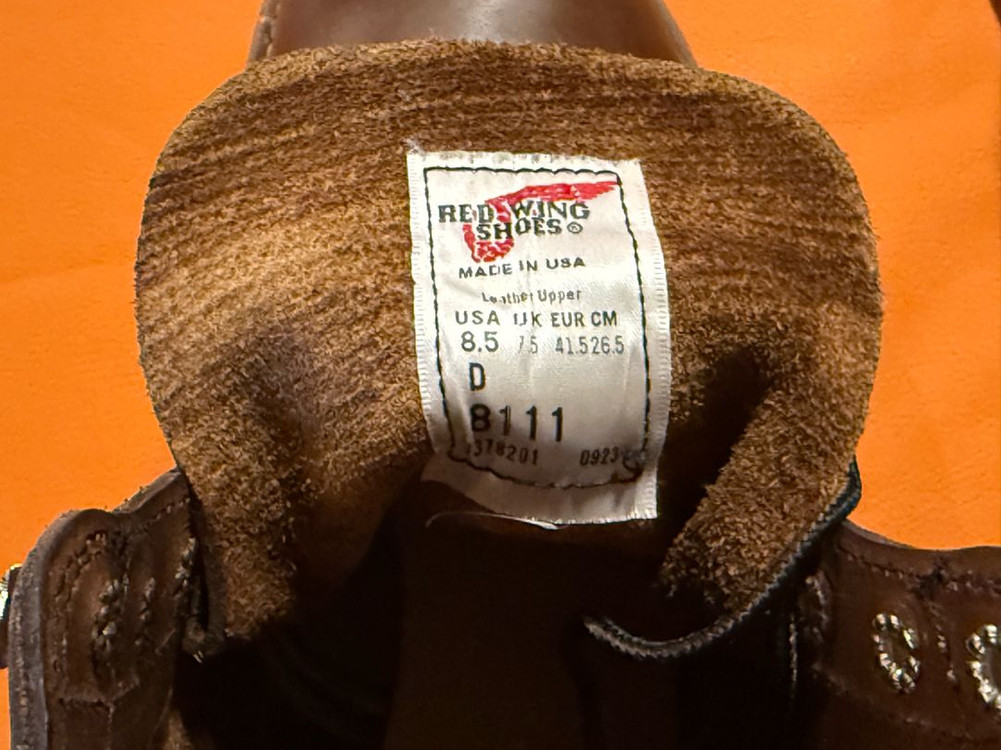 RED WING
SHOES®
MADE IN USA
Leather Upper
USA UK EUR CM
8.5 7.5 41.5 26.5
D
8111
0923